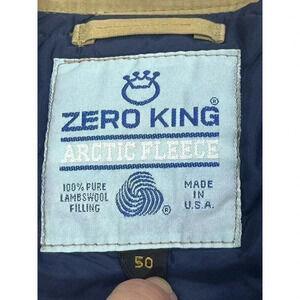 ZERO KING®
ARCTIC FLEECE
100% PURE
LAMBSWOOL
FILLING
®
MADE
IN
U.S.A.
50